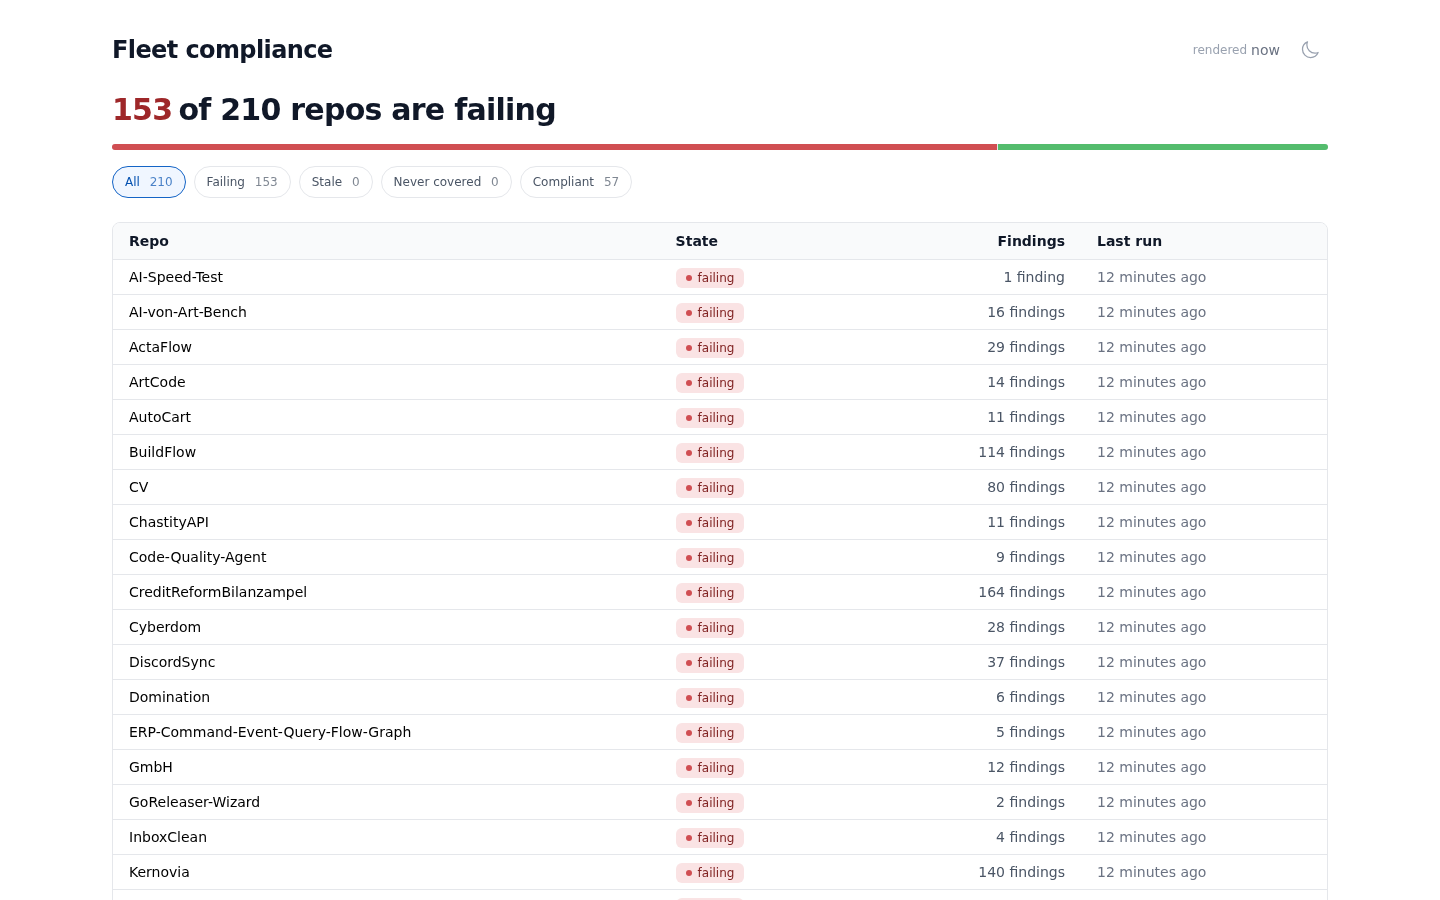 Fleet compliance
rendered now
153 of 210 repos are failing
All 210
Failing 153
Stale 0
Never covered 0
Compliant 57
Repo State Findings Last run
AI-Speed-Test failing 1 finding 12 minutes ago
AI-von-Art-Bench failing 16 findings 12 minutes ago
ActaFlow failing 29 findings 12 minutes ago
ArtCode failing 14 findings 12 minutes ago
AutoCart failing 11 findings 12 minutes ago
BuildFlow failing 114 findings 12 minutes ago
CV failing 80 findings 12 minutes ago
ChastityAPI failing 11 findings 12 minutes ago
Code-Quality-Agent failing 9 findings 12 minutes ago
CreditReformBilanzampel failing 164 findings 12 minutes ago
Cyberdom failing 28 findings 12 minutes ago
DiscordSync failing 37 findings 12 minutes ago
Domination failing 6 findings 12 minutes ago
ERP-Command-Event-Query-Flow-Graph failing 5 findings 12 minutes ago
GmbH failing 12 findings 12 minutes ago
GoReleaser-Wizard failing 2 findings 12 minutes ago
InboxClean failing 4 findings 12 minutes ago
Kernovia failing 140 findings 12 minutes ago